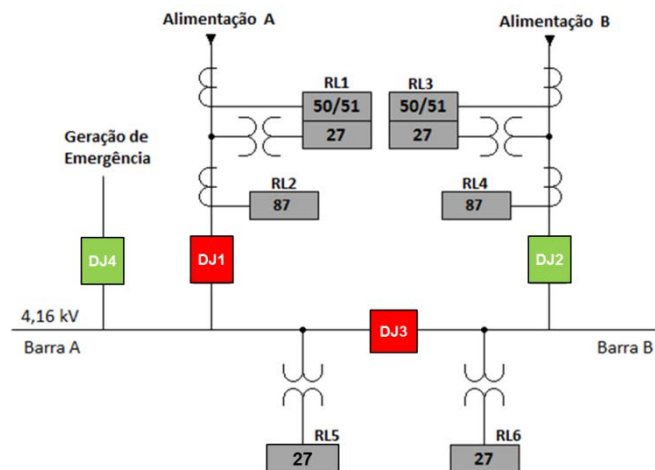 Alimentação A
Alimentação B
RL1
RL3
50/51
50/51
27
27
Geração de
Emergência
RL2
RL4
87
87
DJ4
DJ1
DJ2
4,16 kV
DJ3
Barra A
Barra B
RL5
RL6
27
27